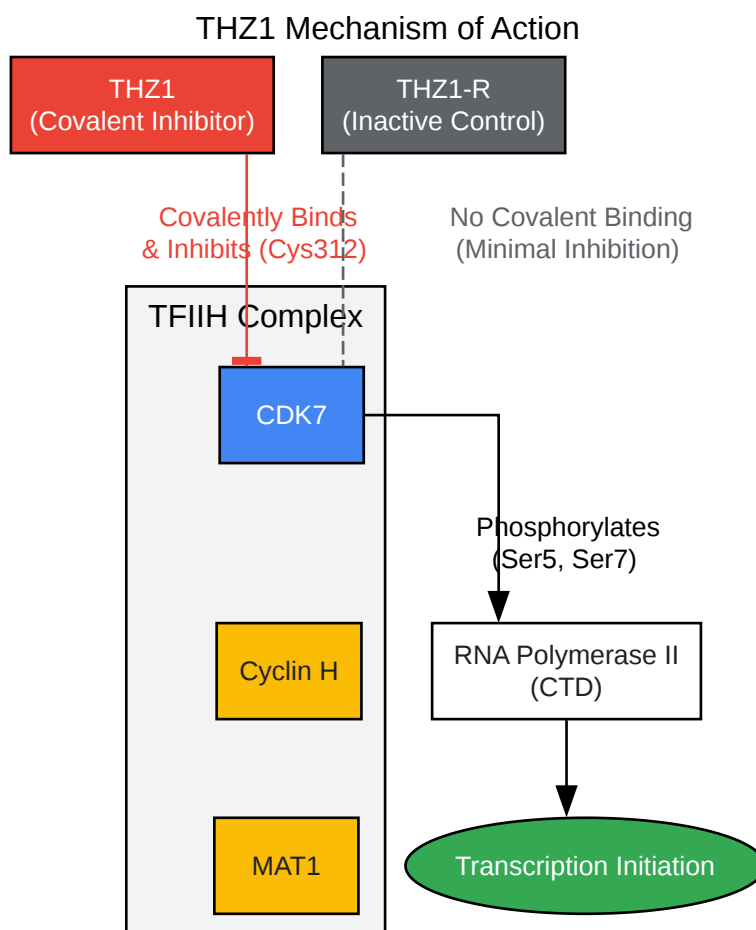 THZ1 Mechanism of Action
THZ1
(Covalent Inhibitor)
THZ1-R
(Inactive Control)
Covalently Binds
& Inhibits (Cys312)
No Covalent Binding
(Minimal Inhibition)
TFIIH Complex
CDK7
Phosphorylates
(Ser5, Ser7)
Cyclin H
RNA Polymerase II
(CTD)
MAT1
Transcription Initiation